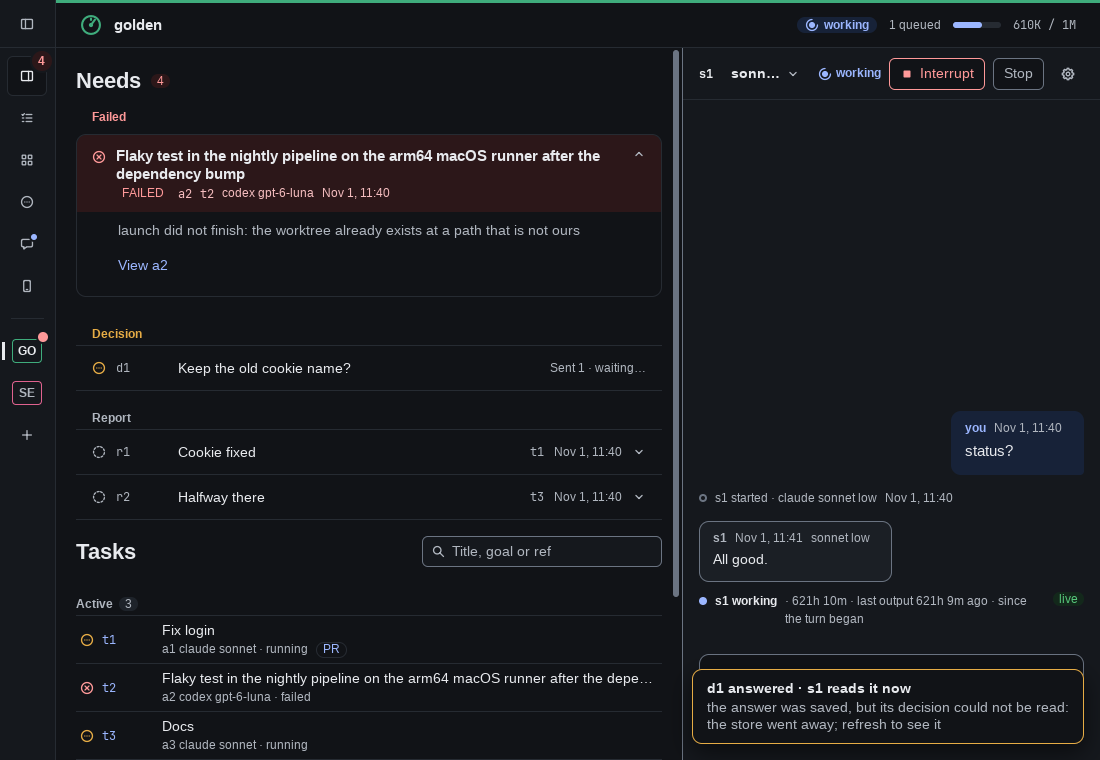 golden
working
1 queued
610K / 1M
4
GO
SE
Needs 4
Failed
Flaky test in the nightly pipeline on the arm64 macOS runner after the
dependency bump
FAILED a2 t2 codex gpt-6-luna Nov 1, 11:40
launch did not finish: the worktree already exists at a path that is not ours
View a2
Decision
d1 Keep the old cookie name? Sent 1 · waiting…
Report
r1 Cookie fixed t1 Nov 1, 11:40
r2 Halfway there t3 Nov 1, 11:40
Tasks
Title, goal or ref
Active 3
t1 Fix login
a1 claude sonnet · running PR
t2 Flaky test in the nightly pipeline on the arm64 macOS runner after the depe…
a2 codex gpt-6-luna · failed
t3 Docs
a3 claude sonnet · running
s1 sonn… working Interrupt Stop
you Nov 1, 11:40
status?
s1 started · claude sonnet low Nov 1, 11:40
s1 Nov 1, 11:41 sonnet low
All good.
s1 working · 621h 10m · last output 621h 9m ago · since
the turn began
live
d1 answered · s1 reads it now
the answer was saved, but its decision could not be read:
the store went away; refresh to see it